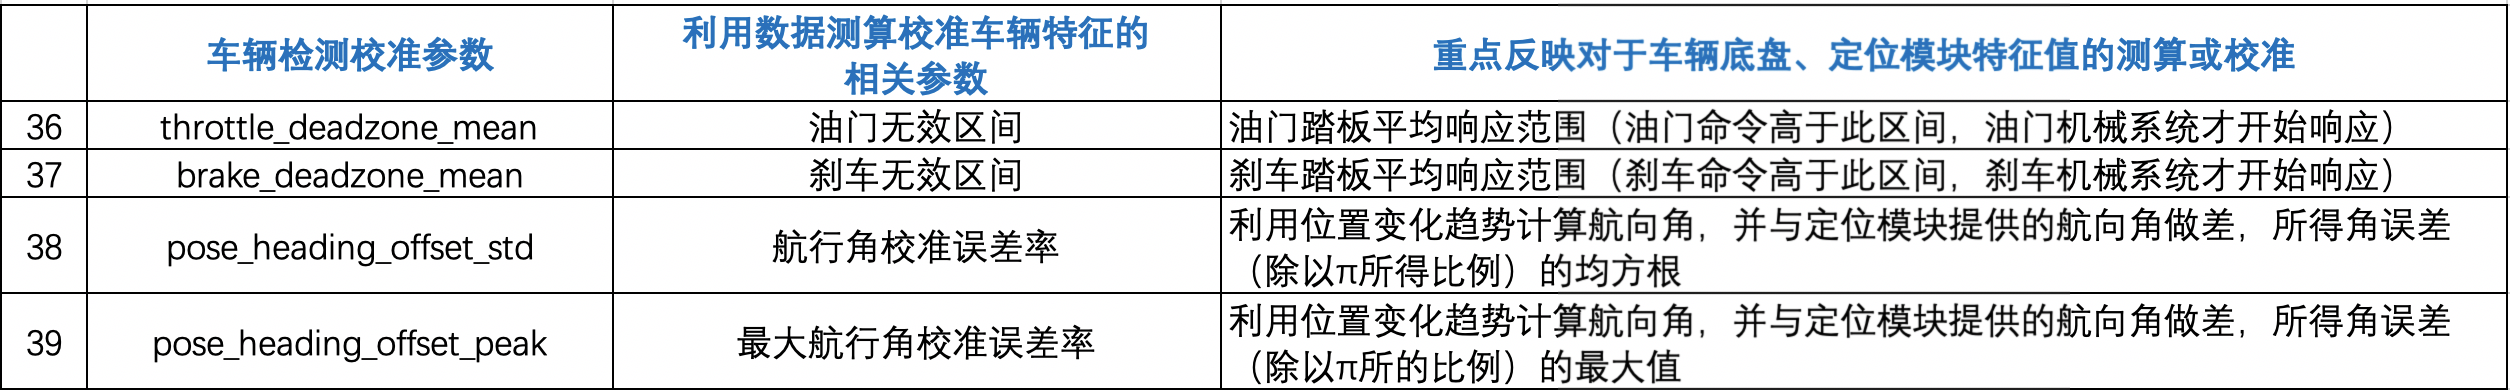 车辆检测校准参数
利用数据测算校准车辆特征的
相关参数
重点反映对于车辆底盘、定位模块特征值的测算或校准
36 throttle_deadzone_mean 油门无效区间 油门踏板平均响应范围（油门命令高于此区间，油门机械系统才开始响应）
37 brake_deadzone_mean 刹车无效区间 刹车踏板平均响应范围（刹车命令高于此区间，刹车机械系统才开始响应）
38 pose_heading_offset_std 航行角校准误差率 利用位置变化趋势计算航向角，并与定位模块提供的航向角做差，所得角误差
（除以π所得比例）的均方根
39 pose_heading_offset_peak 最大航行角校准误差率 利用位置变化趋势计算航向角，并与定位模块提供的航向角做差，所得角误差
（除以π所的比例）的最大值